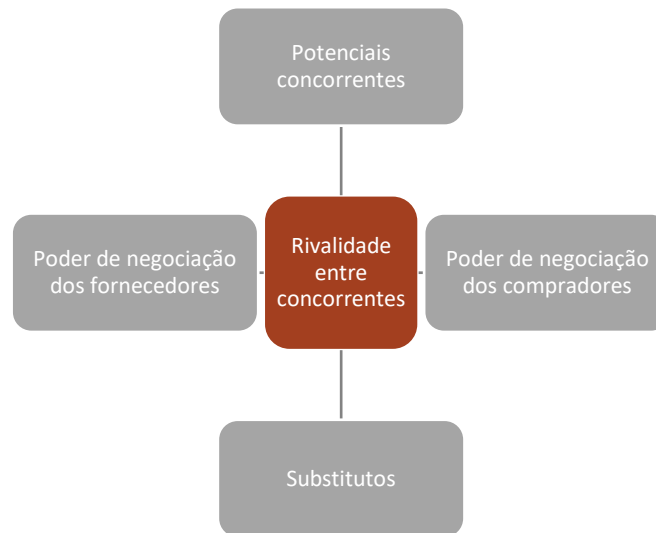 Potenciais
concorrentes
Poder de negociação
dos fornecedores
Rivalidade
entre
concorrentes
Poder de negociação
dos compradores
Substitutos